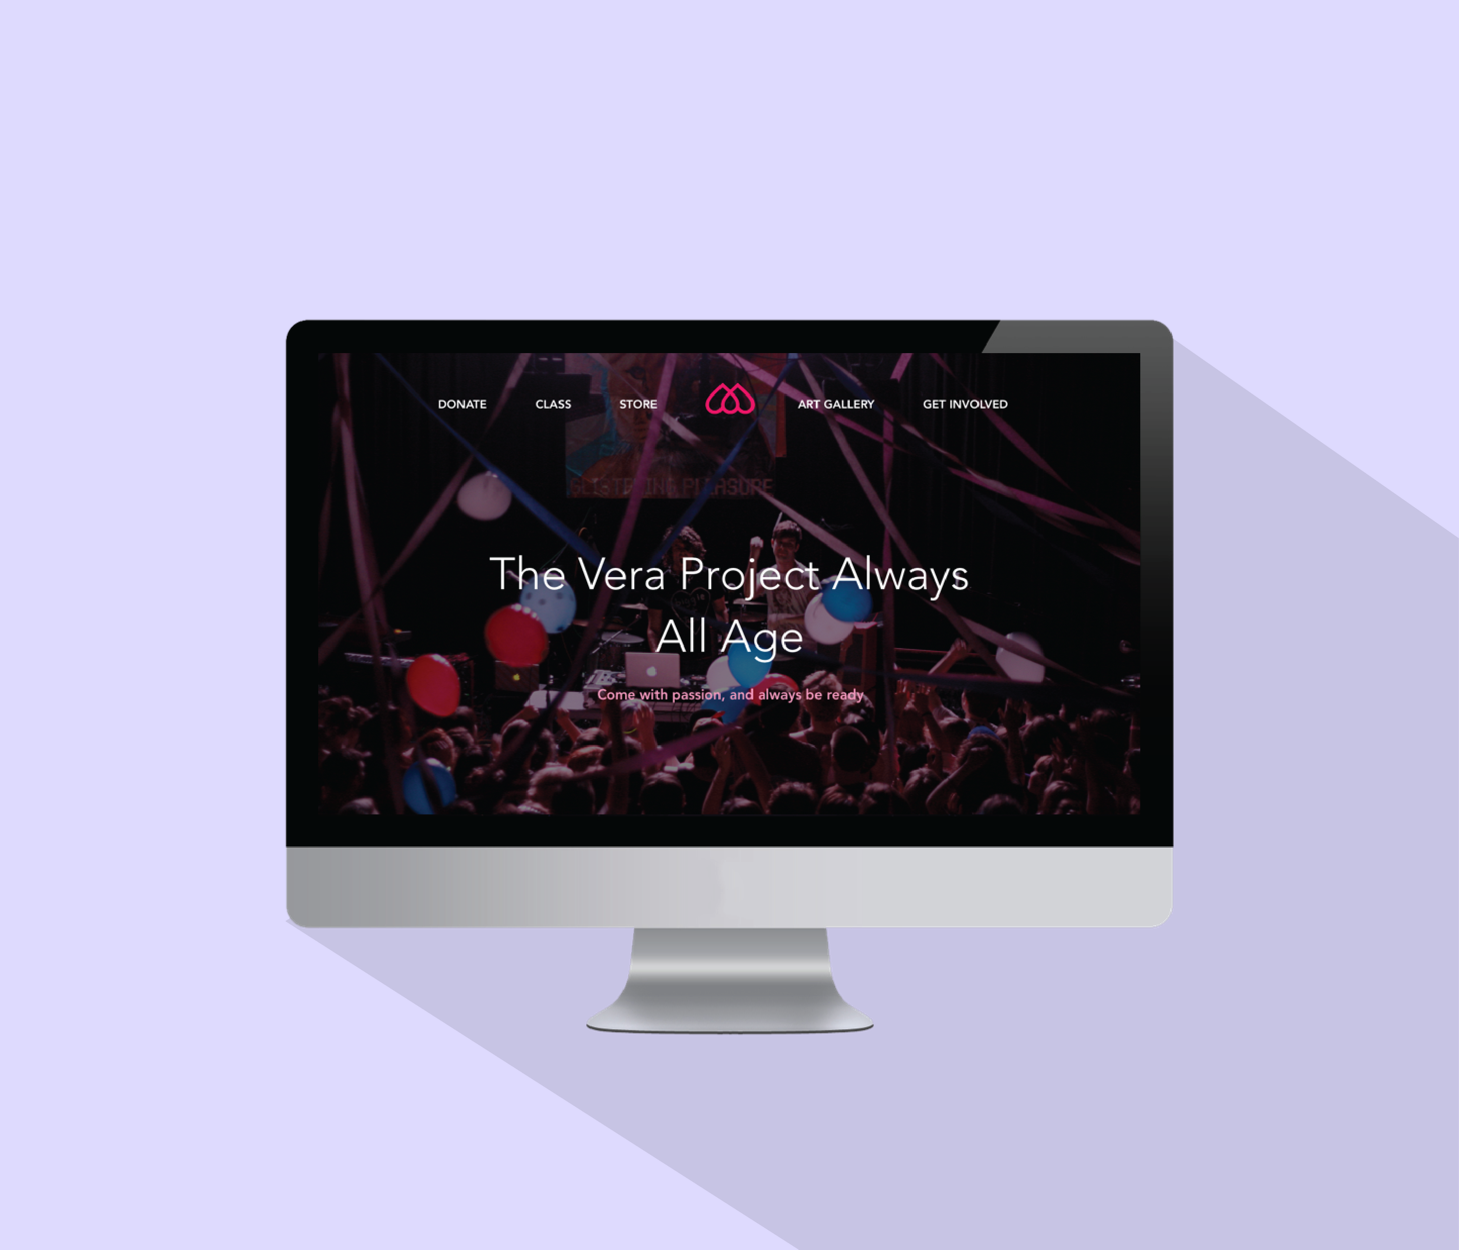 DONATE CLASS STORE ART GALLERY GET INVOLVED
GLISTENING PLEASURE
The Vera Project Always
All Age
Come with passion, and always be ready